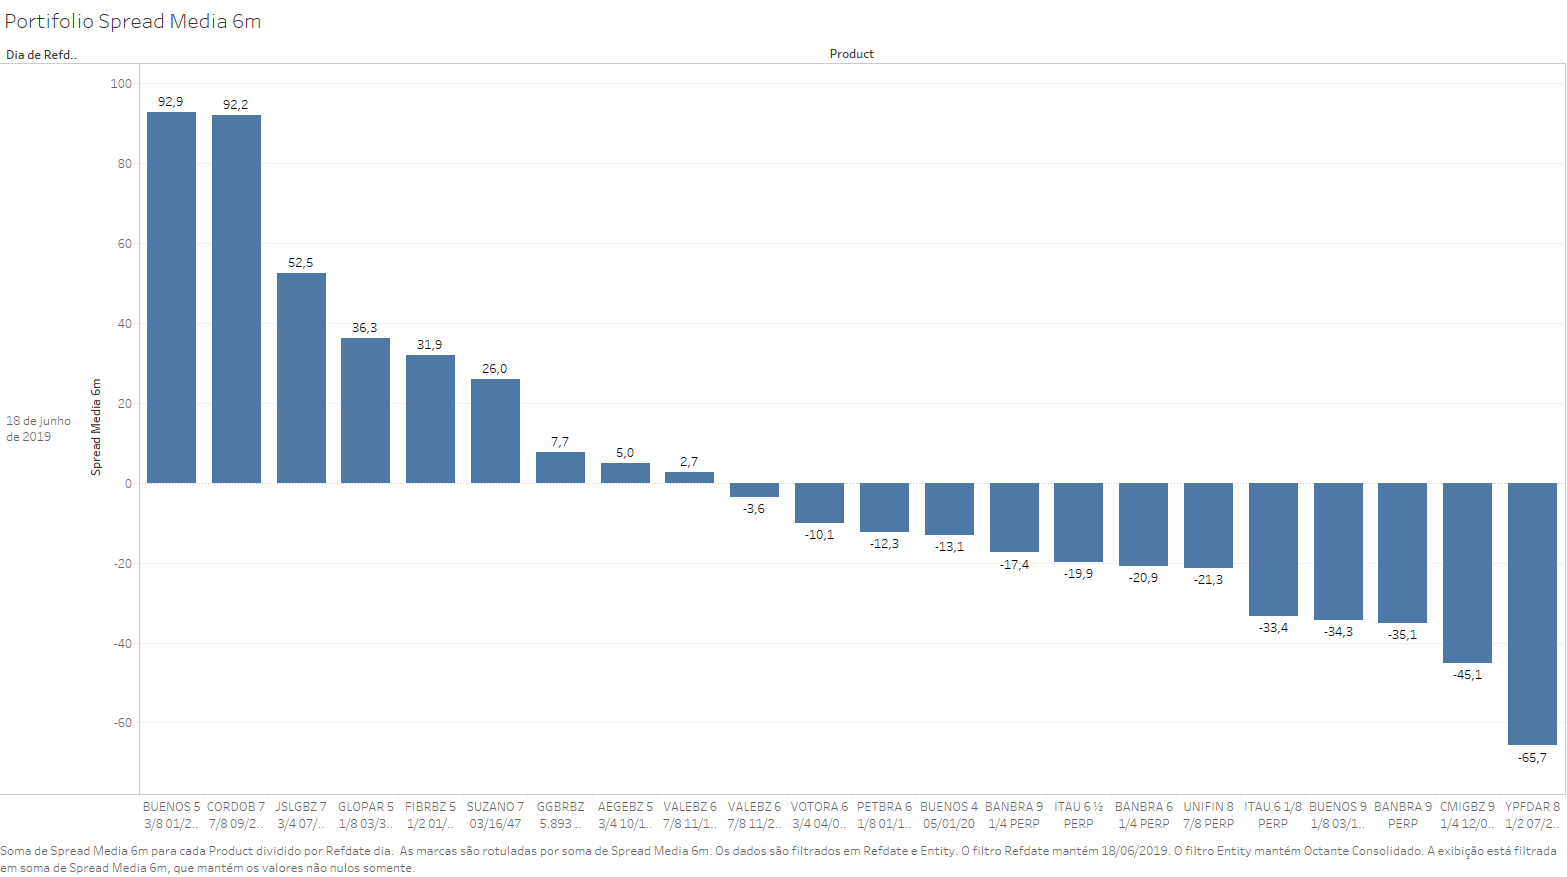 Portifolio Spread Media 6m
Dia de Refd..
Product
100
80
60
40
20
0
-20
-40
-60
Spread Media 6m
18 de junho
de 2019
92,9
92,2
52,5
36,3
31,9
26,0
7,7
5,0
2,7
-3,6
-10,1
-12,3
-13,1
-17,4
-19,9
-20,9
-21,3
-33,4
-34,3
-35,1
-45,1
-65,7
BUENOS 5
3/8 01/2..
CORDOB 7
7/8 09/2..
JSLGBZ 7
3/4 07/..
GLOPAR 5
1/8 03/3..
FIBRBZ 5
1/2 01/..
SUZANO 7
03/16/47
GGBRBZ
5.893 ..
AEGEBZ 5
3/4 10/1..
VALEBZ 6
7/8 11/1..
VALEBZ 6
7/8 11/2..
VOTORA 6
3/4 04/0..
PETBRA 6
1/8 01/1..
BUENOS 4
05/01/20
BANBRA 9
1/4 PERP
ITAU 6 ½
PERP
BANBRA 6
1/4 PERP
UNIFIN 8
7/8 PERP
ITAU 6 1/8
PERP
BUENOS 9
1/8 03/1..
BANBRA 9
PERP
CMIGBZ 9
1/4 12/0..
YPFDAR 8
1/2 07/2..
Soma de Spread Media 6m para cada Product dividido por Refdate dia.  As marcas são rotuladas por soma de Spread Media 6m. Os dados são filtrados em Refdate e Entity. O filtro Refdate mantém 18/06/2019. O filtro Entity mantém Octante Consolidado. A exibição está filtrada
em soma de Spread Media 6m, que mantém os valores não nulos somente.